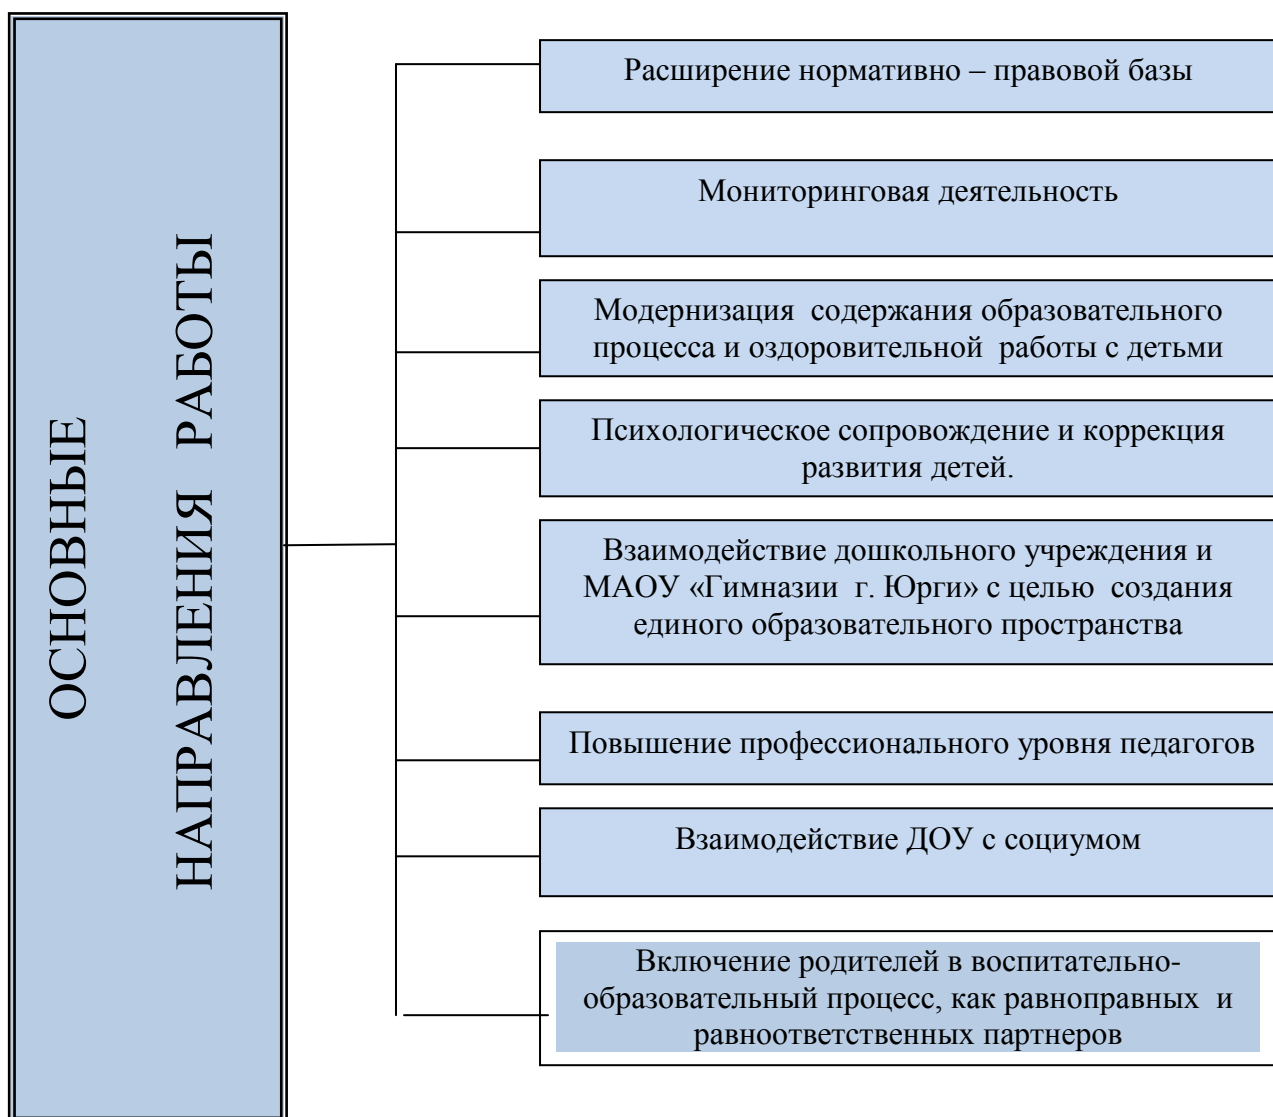 ОСНОВНЫЕ
НАПРАВЛЕНИЯ РАБОТЫ
Расширение нормативно – правовой базы
Мониторинговая деятельность
Модернизация содержания образовательного
процесса и оздоровительной работы с детьми
Психологическое сопровождение и коррекция
развития детей.
Взаимодействие дошкольного учреждения и
МАОУ «Гимназии г. Юрги» с целью создания
единого образовательного пространства
Повышение профессионального уровня педагогов
Взаимодействие ДОУ с социумом
Включение родителей в воспитательно-
образовательный процесс, как равноправных и
равноответственных партнеров